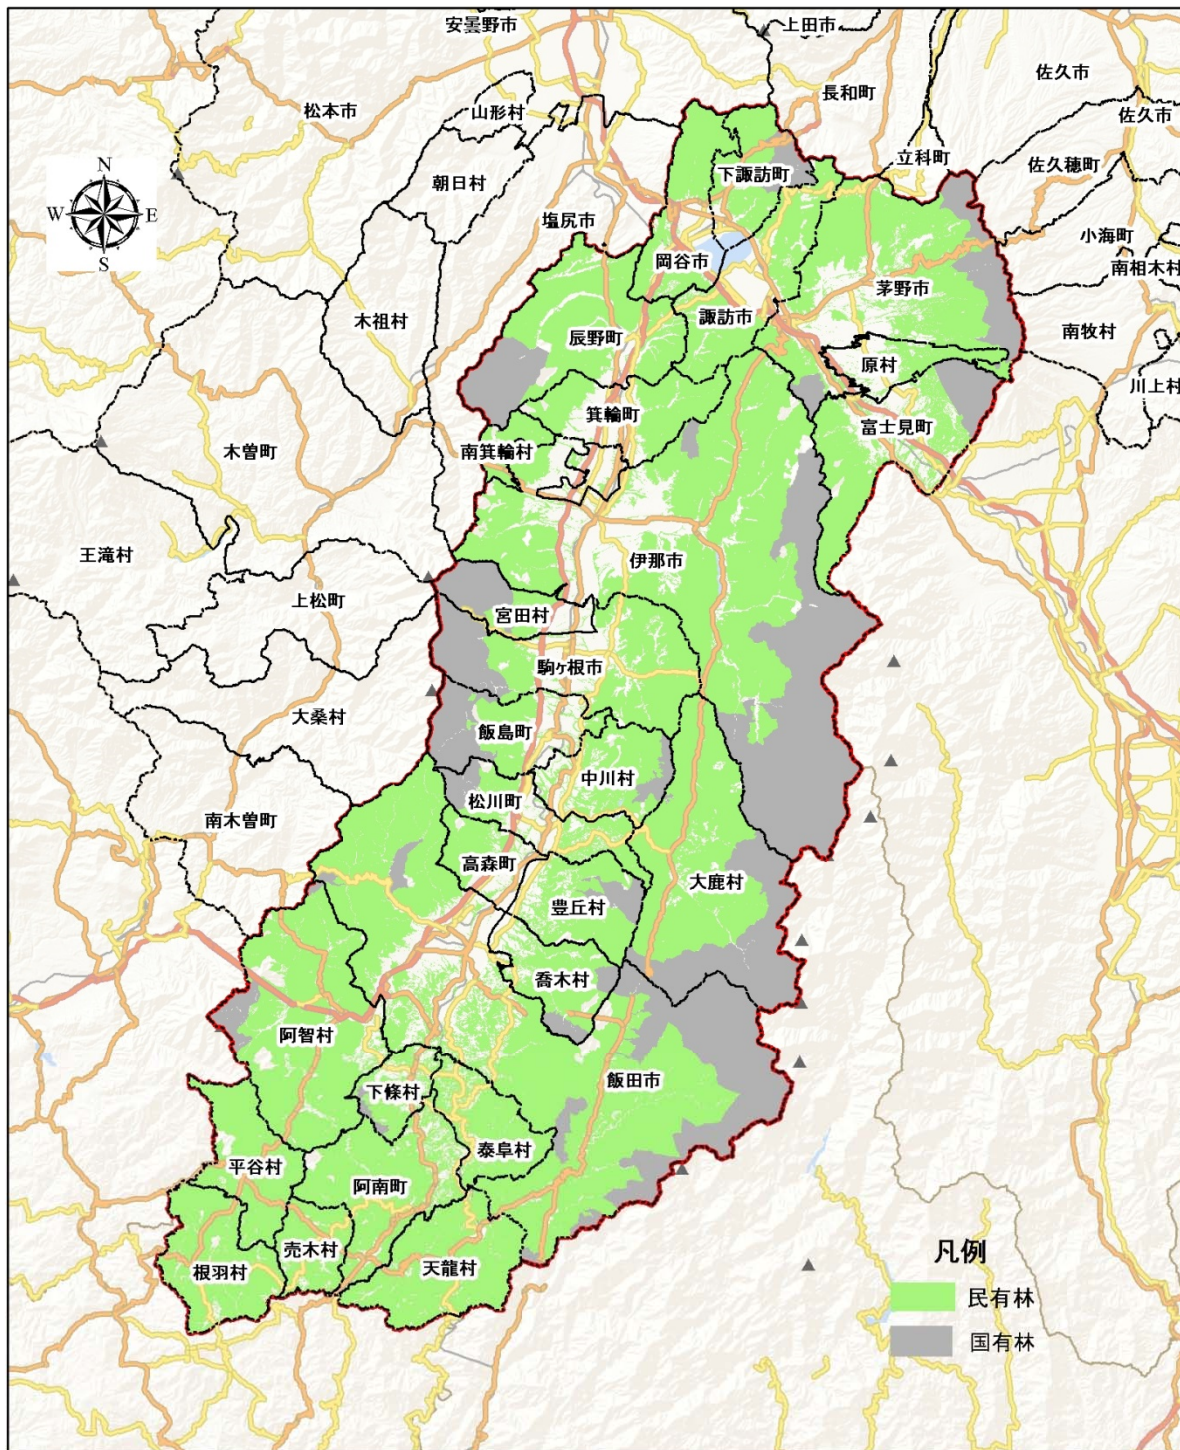 安曇野市
上田市
佐久市
長和町
松本市
山形村
佐久市
立科町
佐久穂町
朝日村
下諏訪町
N
W
E
S
塩尻市
小海町
岡谷市
南相木村
茅野市
木祖村
諏訪市
南牧村
辰野町
原村
川上村
箕輪町
富士見町
木曽町
南箕輪村
王滝村
伊那市
上松町
宮田村
駒ヶ根市
大桑村
飯島町
中川村
松川町
南木曽町
高森町
大鹿村
豊丘村
喬木村
阿智村
飯田市
下條村
泰阜村
平谷村
阿南町
売木村
根羽村
天龍村
凡例
民有林
国有林